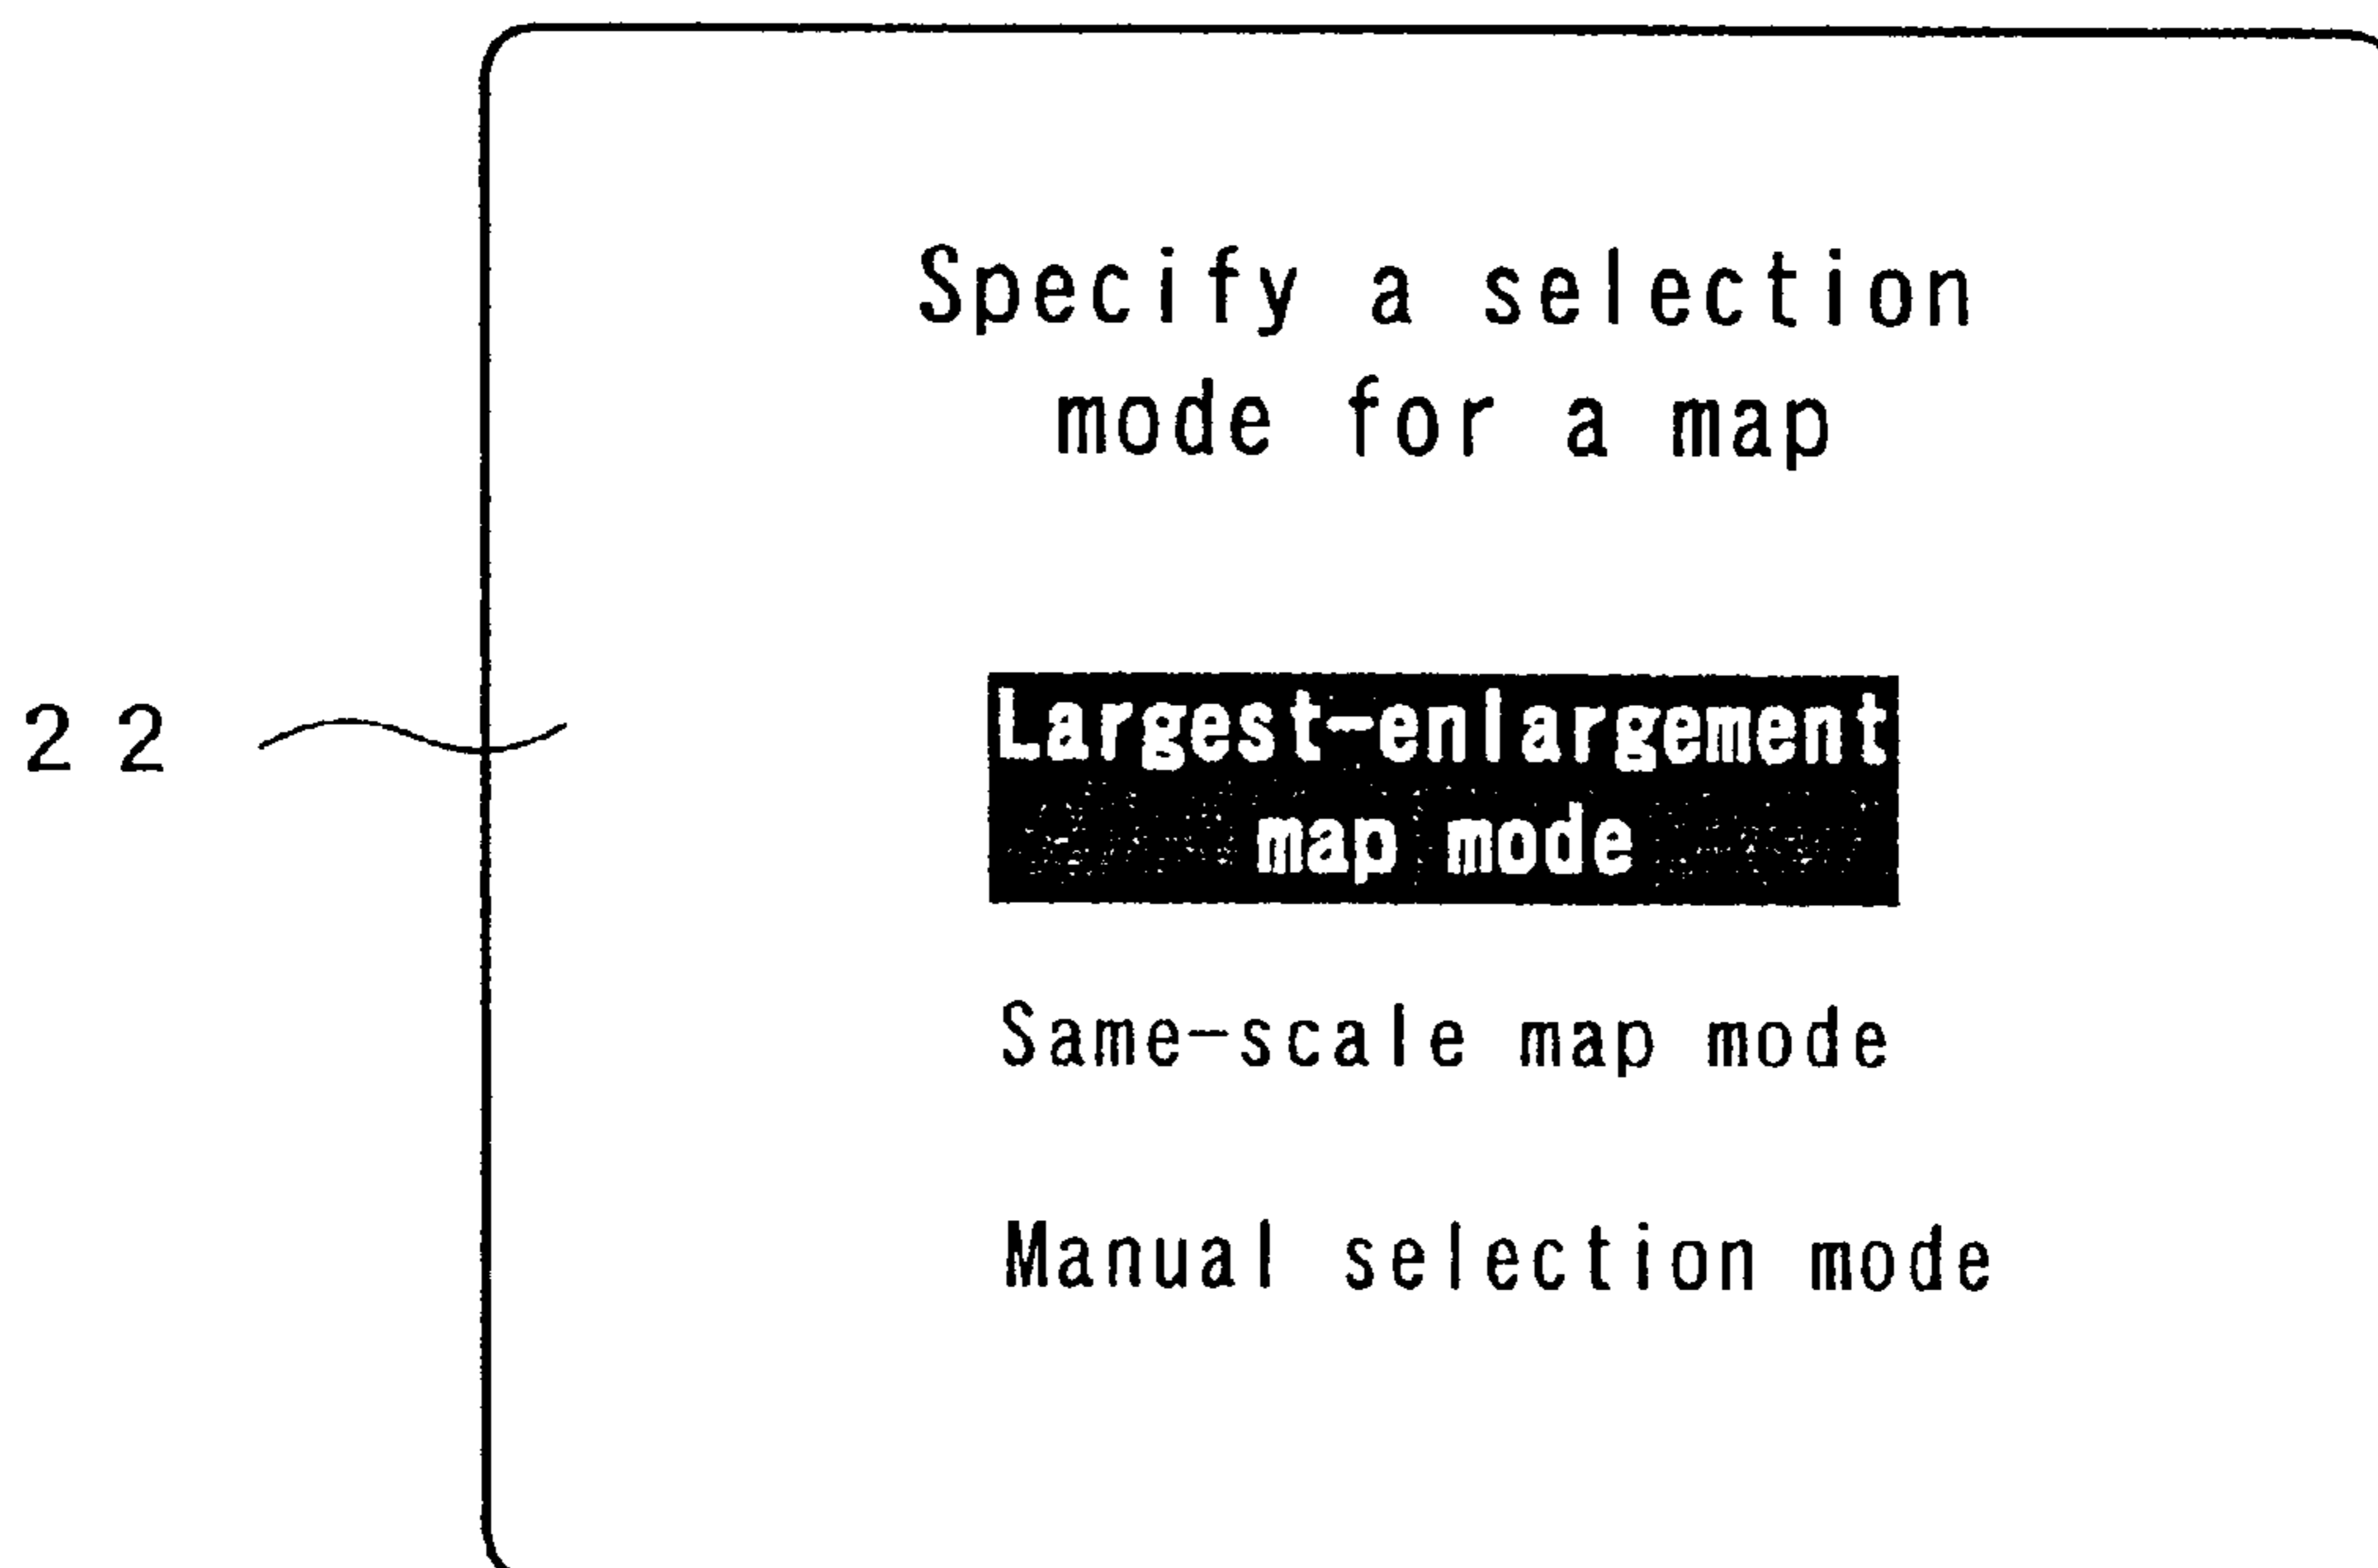 Specify a selection
mode for a map
22
Largest-enlargement
map mode
Same-scale map mode
Manual selection mode